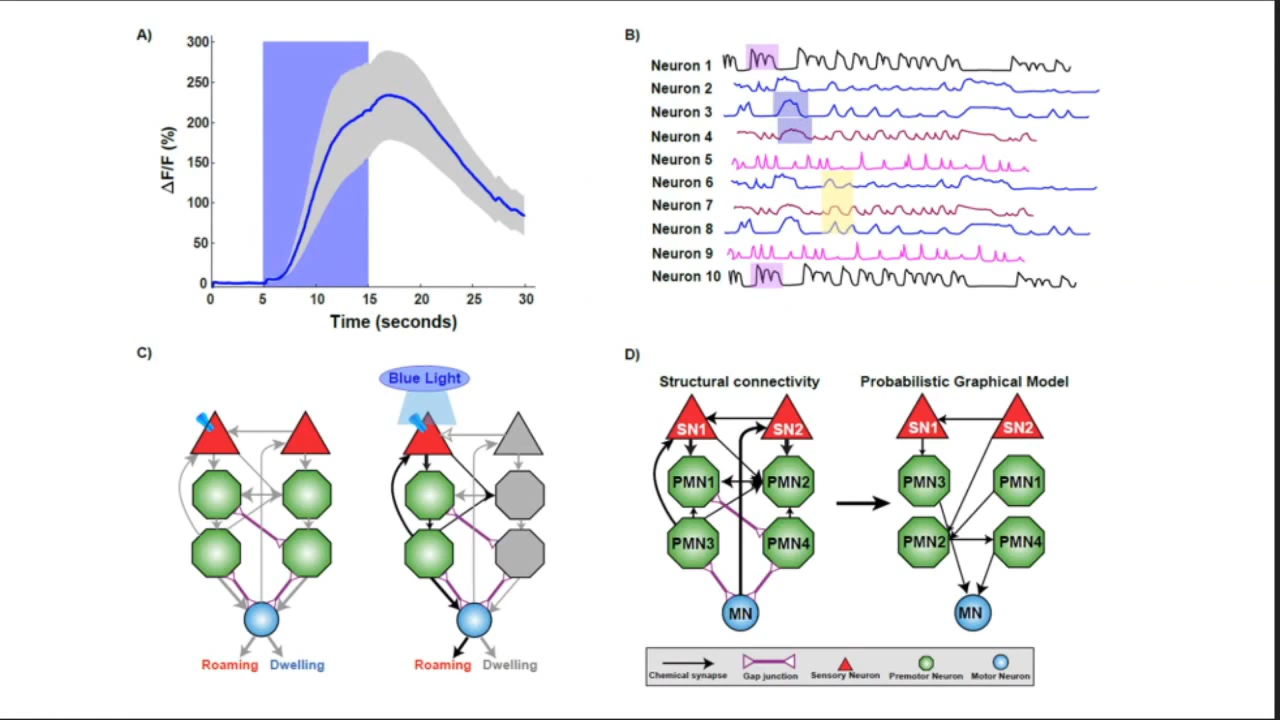 A)
300
250
200
150
100
50
0
ΔF/F (%)
0 5 10 15 20 25 30
Time (seconds)
B)
Neuron 1
Neuron 2
Neuron 3
Neuron 4
Neuron 5
Neuron 6
Neuron 7
Neuron 8
Neuron 9
Neuron 10
C)
Blue Light
Roaming Dwelling
Roaming Dwelling
D)
Structural connectivity
SN1 SN2
PMN1 PMN2
PMN3 PMN4
MN
Probabilistic Graphical Model
SN1 SN2
PMN3 PMN1
PMN2 PMN4
MN
Chemical synapse Gap junction Sensory Neuron Premotor Neuron Motor Neuron